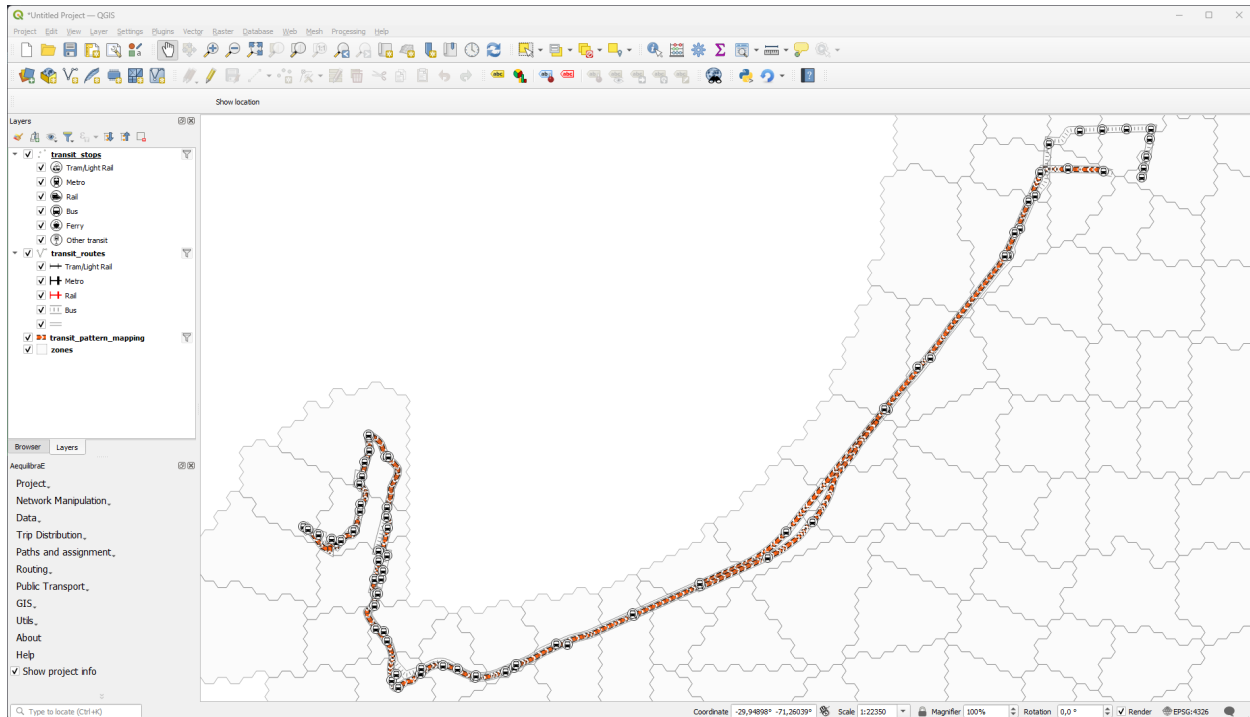 *Untitled Project — QGIS
Project Edit View Layer Settings Plugins Vector Raster Database Web Mesh Processing Help
Show location
Layers
transit_stops
Tram/Light Rail
Metro
Rail
Bus
Ferry
Other transit
transit_routes
Tram/Light Rail
Metro
Rail
Bus
transit_pattern_mapping
zones
Browser Layers
AequilibraE
Project
Network Manipulation
Data
Trip Distribution
Paths and assignment
Routing
Public Transport
GIS
Utils
About
Help
Show project info
Type to locate (Ctrl+K)
Coordinate -29,94898° -71,26039° Scale 1:22350 Magnifier 100% Rotation 0,0 ° Render EPSG:4326